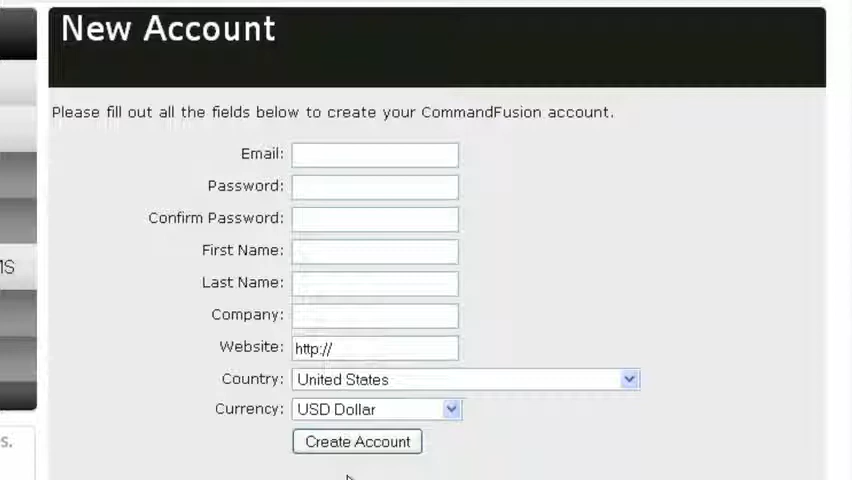 New Account
Please fill out all the fields below to create your CommandFusion account.
Email:
Password:
Confirm Password:
First Name:
Last Name:
Company:
Website: http://
Country: United States
Currency: USD Dollar
Create Account
MS
s.